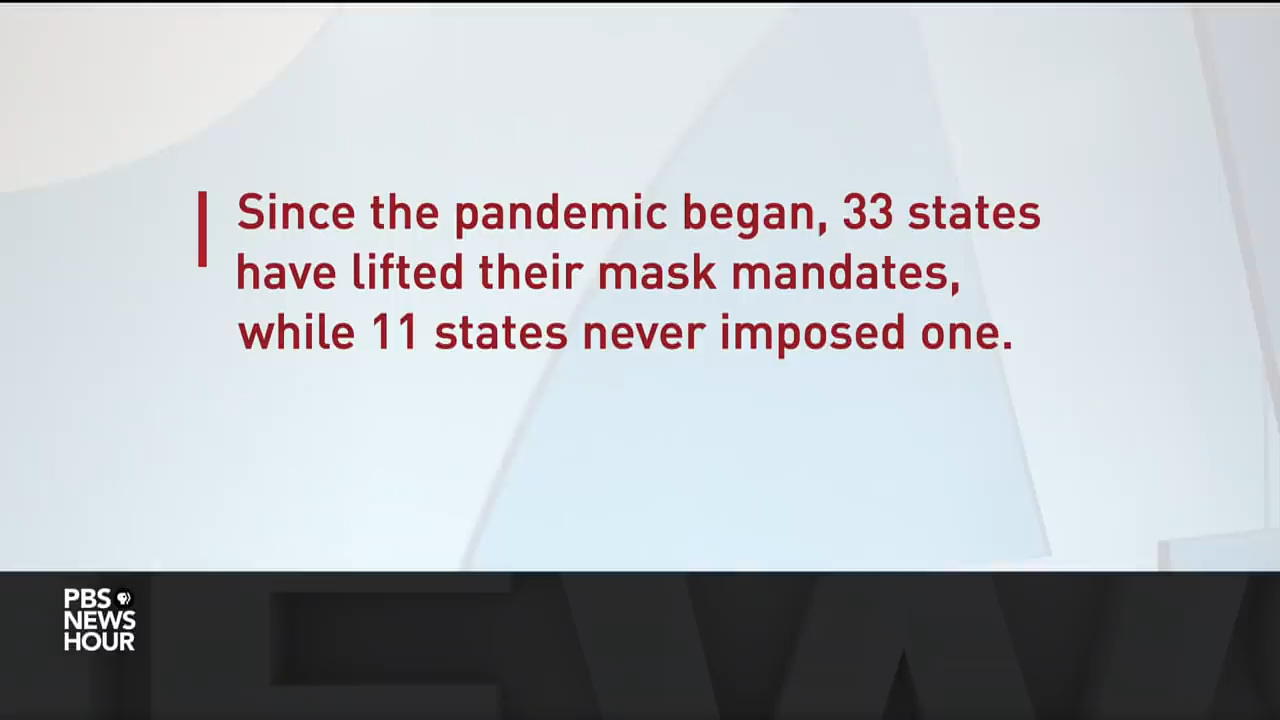 Since the pandemic began, 33 states
have lifted their mask mandates,
while 11 states never imposed one.
PBS
NEWS
HOUR